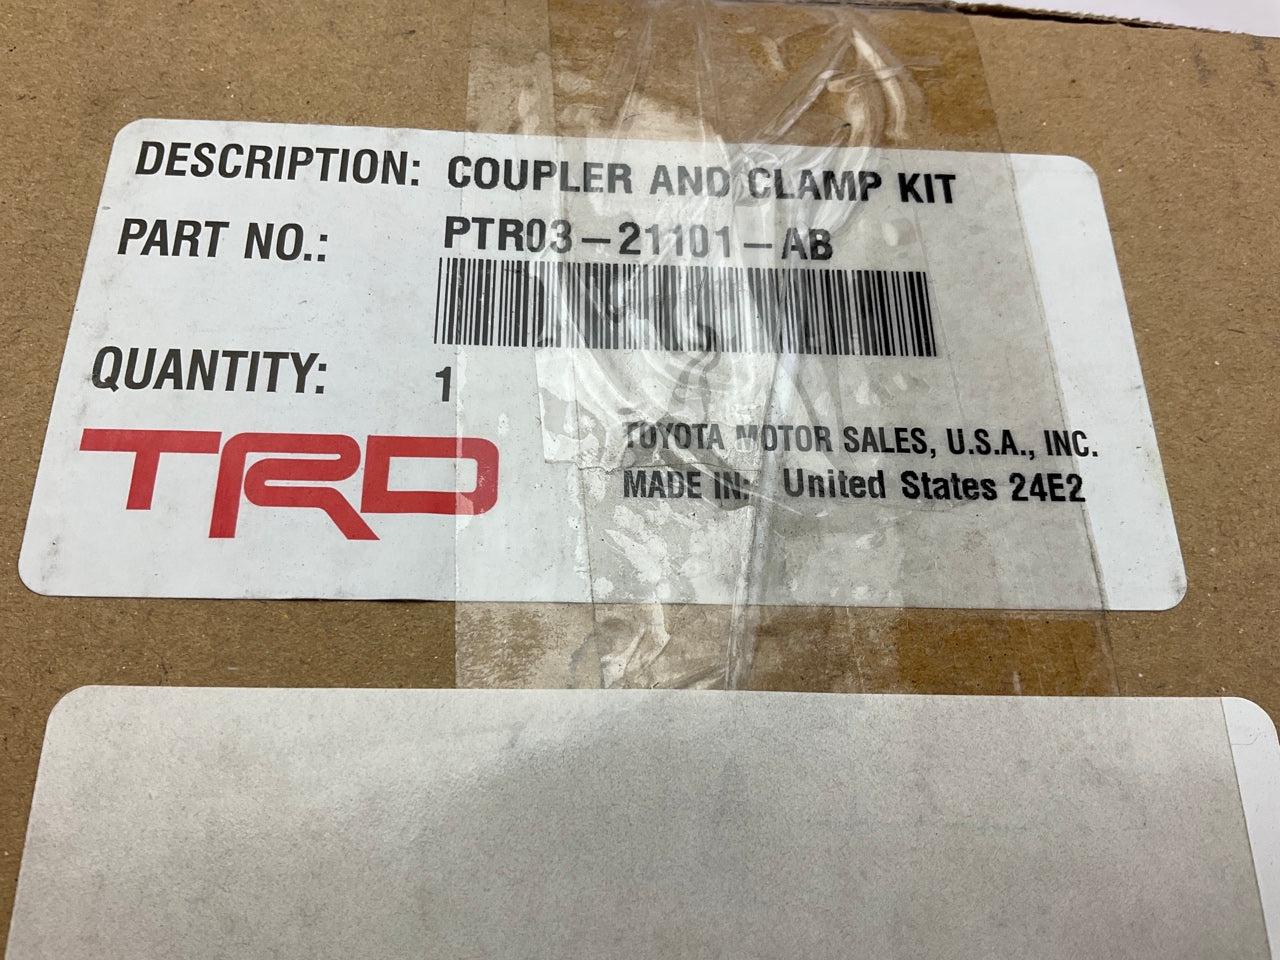 DESCRIPTION: COUPLER AND CLAMP KIT
PART NO.: PTR03-21101-AB
QUANTITY: 1
TRD
TOYOTA MOTOR SALES, U.S.A., INC.
MADE IN: United States 24E2